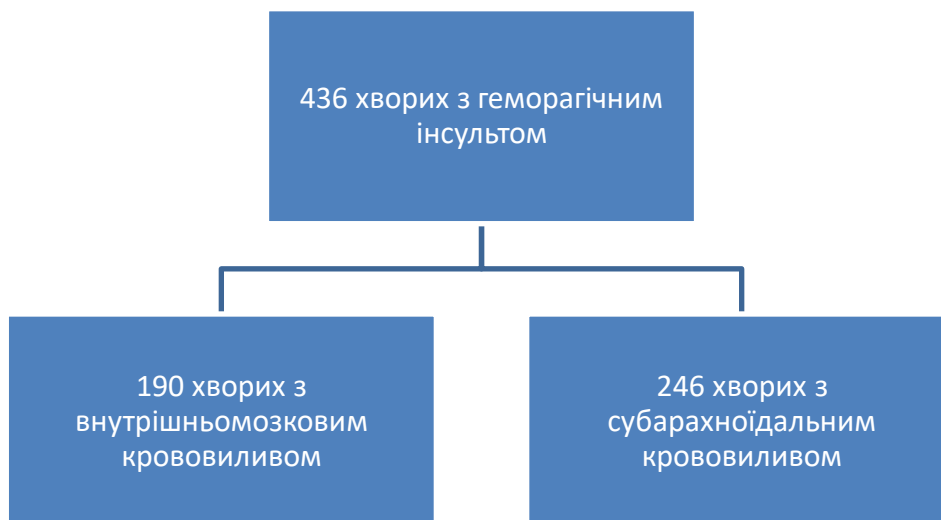 436 хворих з геморагічним
інсультом
190 хворих з
внутрішньомозковим
крововиливом
246 хворих з
субарахноїдальним
крововиливом